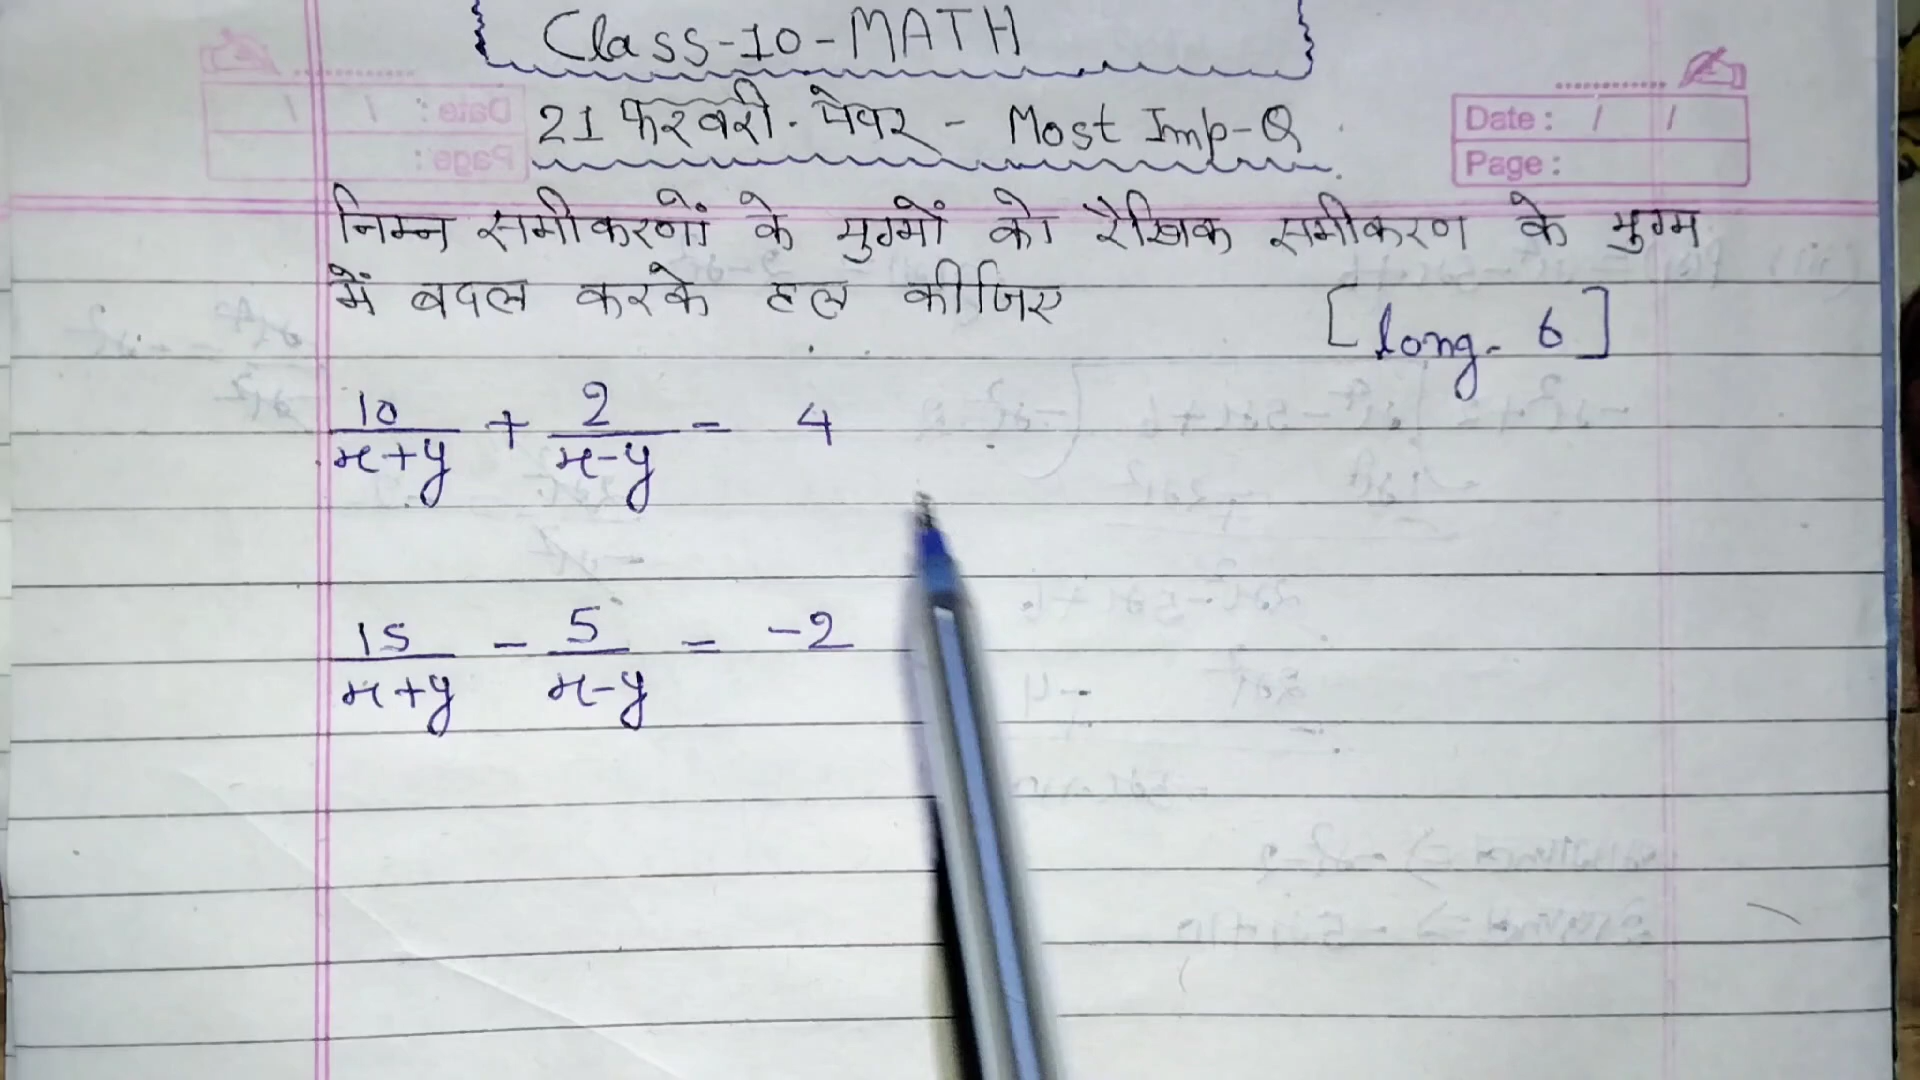 Class-10-MATH
21 फरवरी. पेपर - Most Imp-Q
Date : / /
Page :
निम्न समीकरणों के युग्मों को रैखिक समीकरण के युग्म
में बदल करके हल कीजिए
[long- 6]
10/(x+y) + 2/(x-y) = 4
15/(x+y) - 5/(x-y) = -2